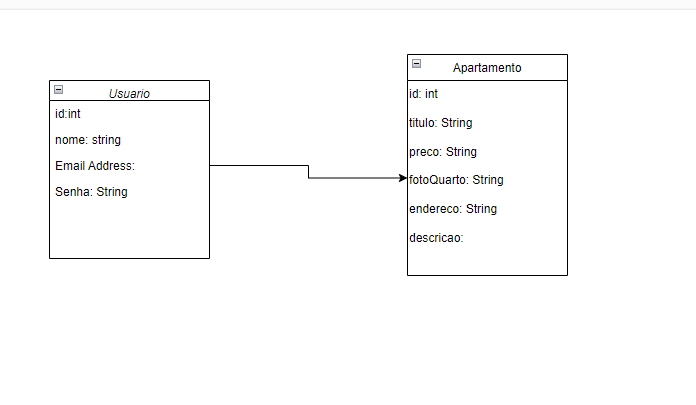 Usuario
id:int
nome: string
Email Address:
Senha: String
Apartamento
id: int
titulo: String
preco: String
fotoQuarto: String
endereco: String
descricao: